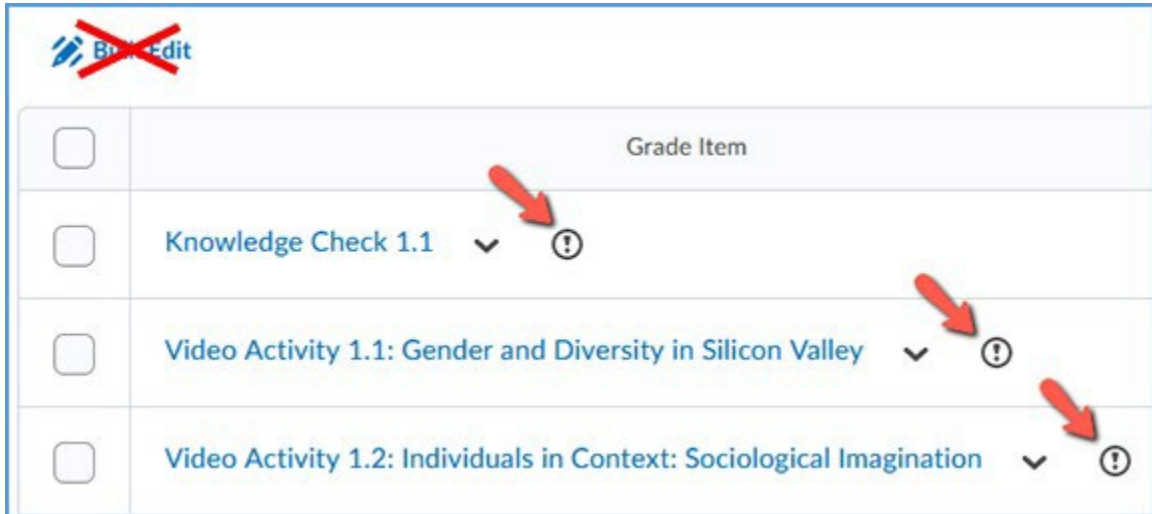 Bulk Edit
Grade Item
Knowledge Check 1.1
Video Activity 1.1: Gender and Diversity in Silicon Valley
Video Activity 1.2: Individuals in Context: Sociological Imagination